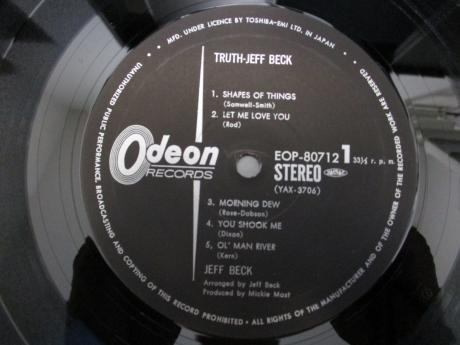 • MFD. UNDER LICENCE BY TOSHIBA-EMI LTD. IN JAPAN •
UNAUTHORIZED PUBLIC PERFORMANCE, BROADCASTING AND COPYING OF THIS RECORD PROHIBITED • ALL RIGHTS OF THE MANUFACTURER AND OF THE OWNER OF THE RECORDED WORK ARE RESERVED
TRUTH-JEFF BECK
1. SHAPES OF THINGS
(Samwell-Smith)
2. LET ME LOVE YOU
(Rod)
Odeon
RECORDS
EOP-80712 1 33⅓ r. p. m.
STEREO
(YAX-3706)
3. MORNING DEW
(Rose-Dobson)
4. YOU SHOOK ME
(Dixon)
5. OL' MAN RIVER
(Kern)
JEFF BECK
Arranged by Jeff Beck
Produced by Mickie Most